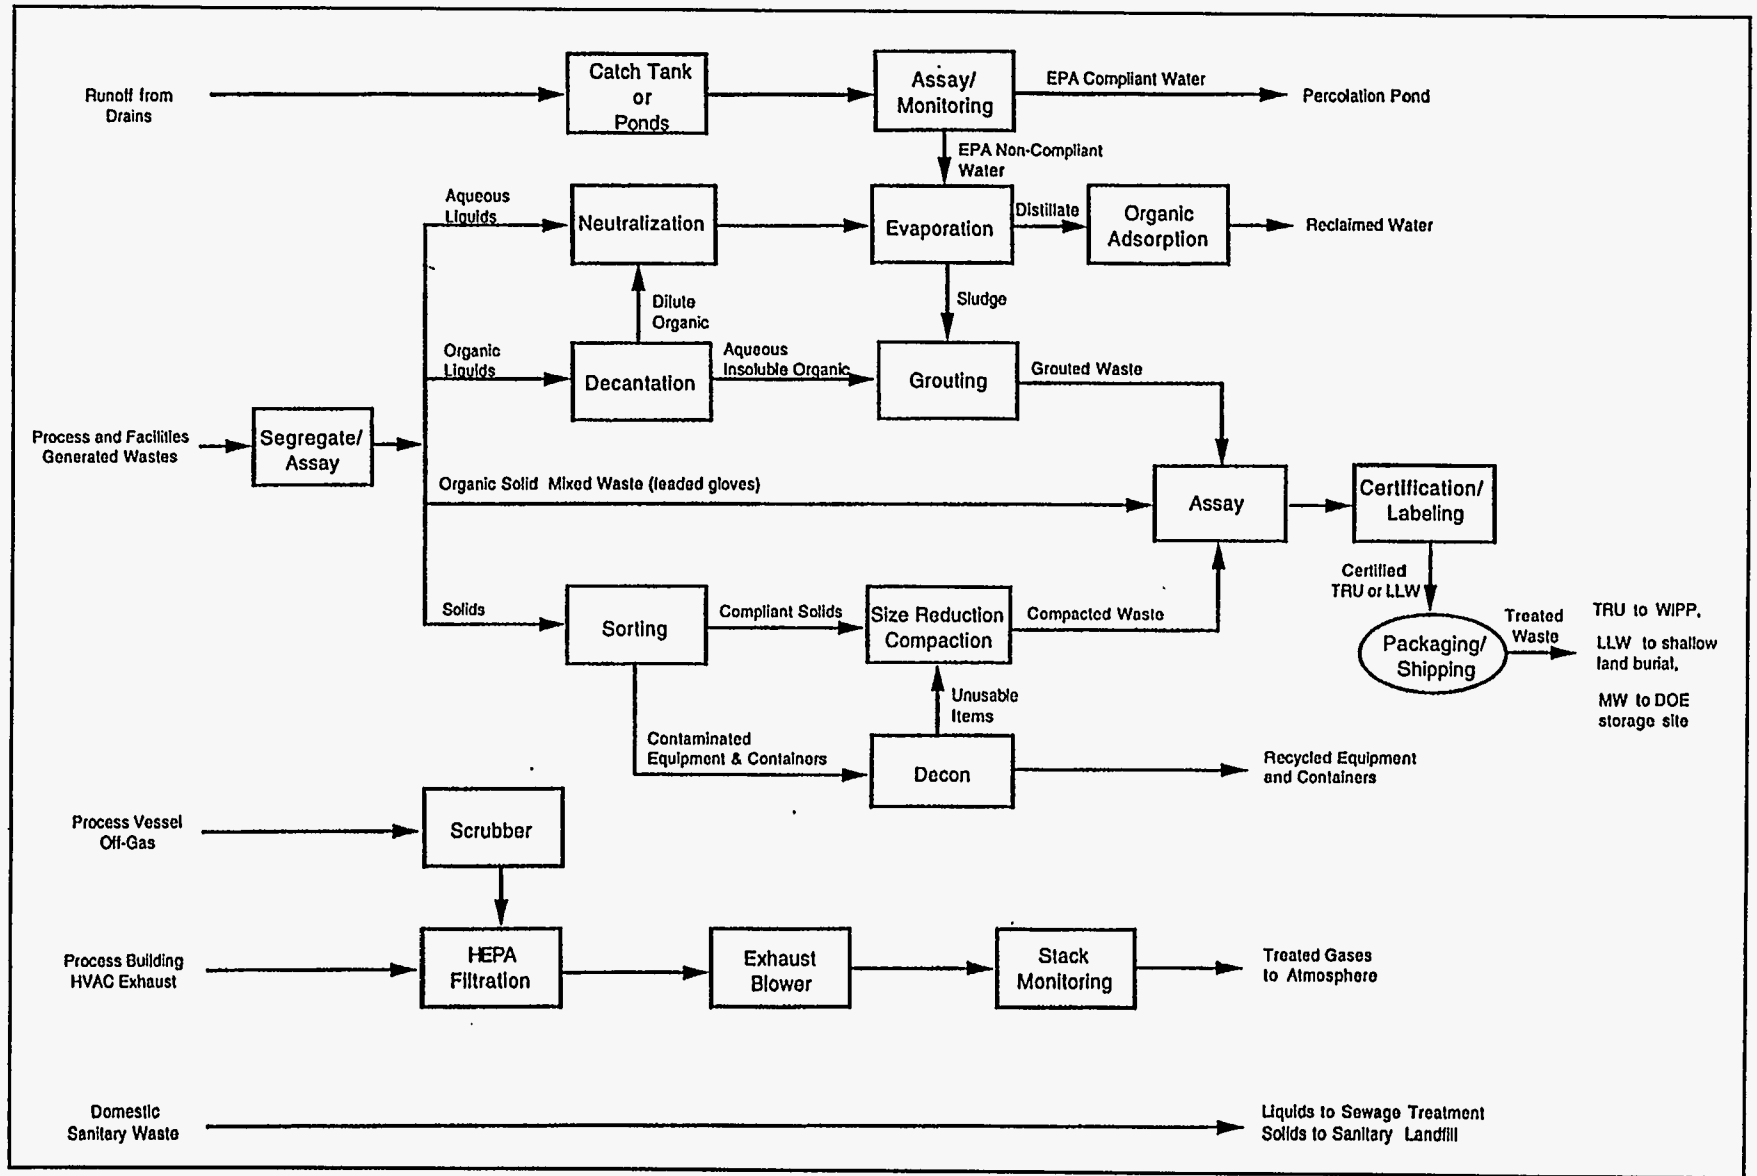 Runoff from
Drains
Catch Tank
or
Ponds
Assay/
Monitoring
EPA Compliant Water
Percolation Pond
EPA Non-Compliant
Water
Aqueous
Liquids
Neutralization
Evaporation
Distillate
Organic
Adsorption
Reclaimed Water
Dilute
Organic
Sludge
Organic
Liquids
Decantation
Aqueous
Insoluble Organic
Grouting
Grouted Waste
Process and Facilities
Generated Wastes
Segregate/
Assay
Organic Solid Mixed Waste (leaded gloves)
Assay
Certification/
Labeling
Certified
TRU or LLW
Solids
Sorting
Compliant Solids
Size Reduction
Compaction
Compacted Waste
Packaging/
Shipping
Treated
Waste
TRU to WIPP,
LLW to shallow
land burial,
MW to DOE
storage site
Unusable
Items
Contaminated
Equipment & Containers
Decon
Recycled Equipment
and Containers
Process Vessel
Off-Gas
Scrubber
Process Building
HVAC Exhaust
HEPA
Filtration
Exhaust
Blower
Stack
Monitoring
Treated Gases
to Atmosphere
Domestic
Sanitary Waste
Liquids to Sewage Treatment
Solids to Sanitary Landfill